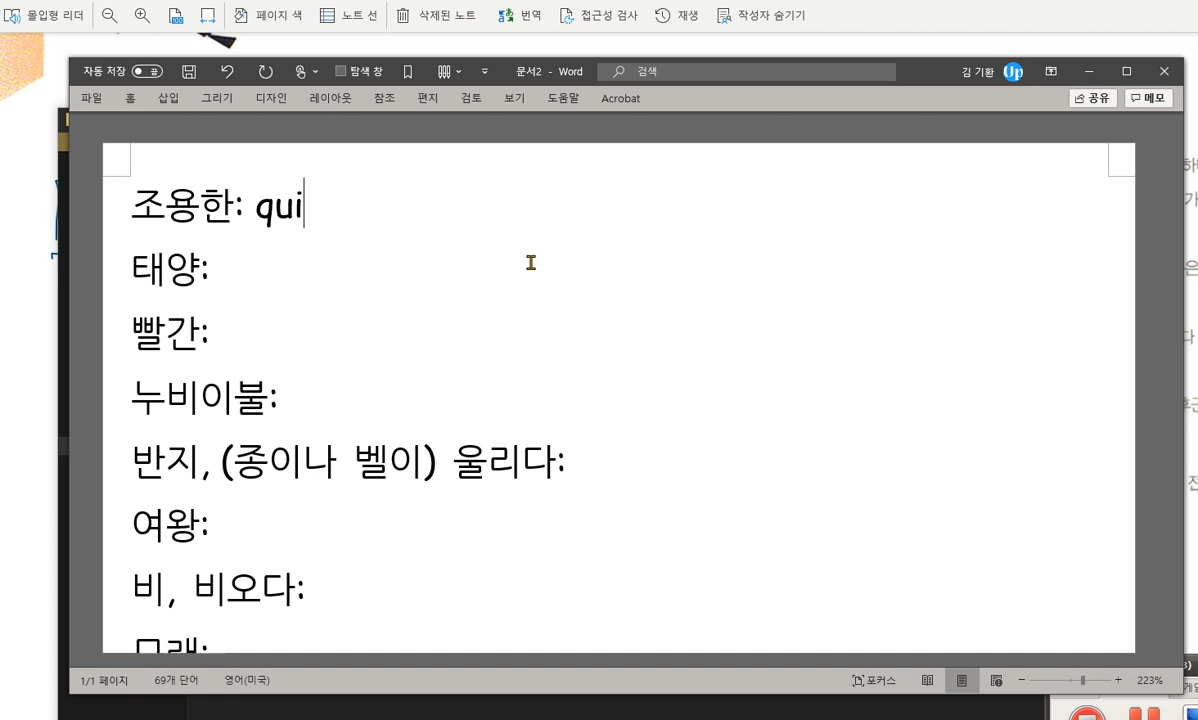 몰입형 리더 페이지 색 노트 선 삭제된 노트 번역 접근성 검사 재생 작성자 숨기기
자동 저장 끔 탐색 창 문서2 - Word 검색 김 기환 Up
파일 홈 삽입 그리기 디자인 레이아웃 참조 편지 검토 보기 도움말 Acrobat 공유 메모
조용한: qui
태양:
빨간:
누비이불:
반지, (종이나 벨이) 울리다:
여왕:
비, 비오다:
모래:
1/1 페이지 69개 단어 영어(미국) 포커스 223%